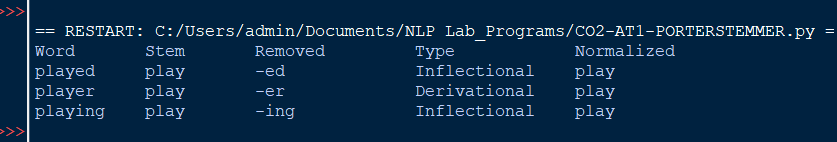 >>>
== RESTART: C:/Users/admin/Documents/NLP Lab_Programs/CO2-AT1-PORTERSTEMMER.py =
Word Stem Removed Type Normalized
played play -ed Inflectional play
player play -er Derivational play
playing play -ing Inflectional play
>>>